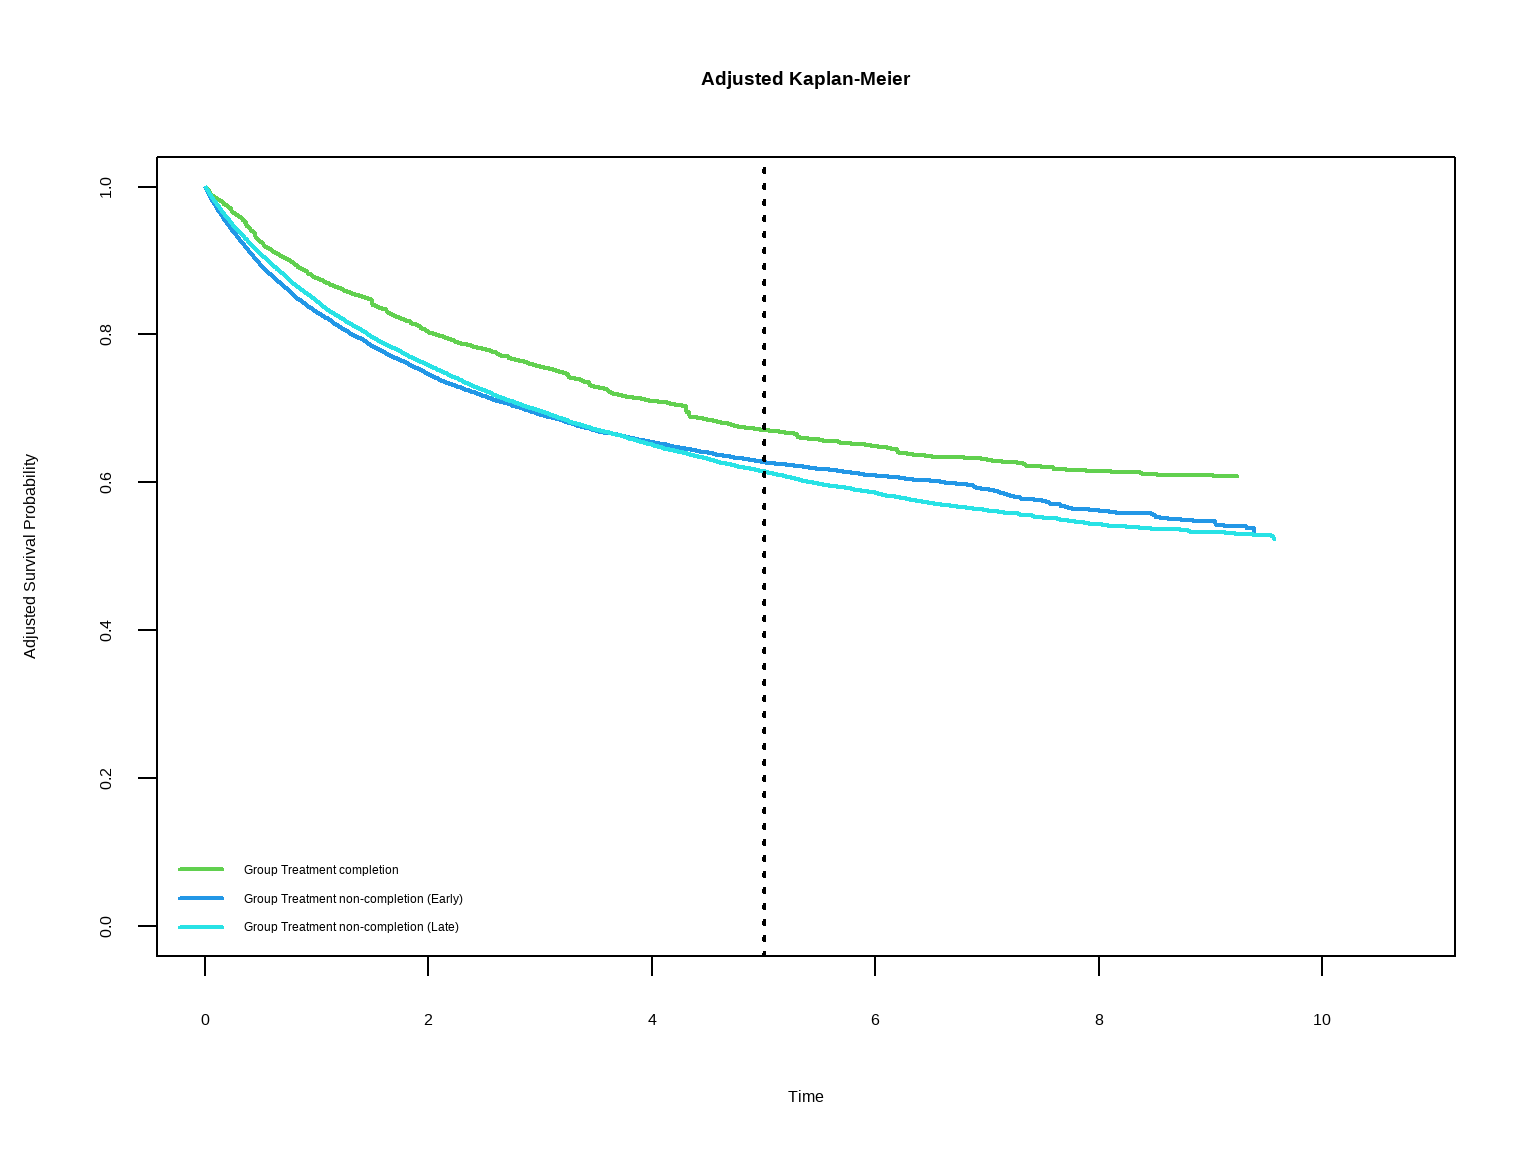 Adjusted Kaplan-Meier
Adjusted Survival Probability
1.0
0.8
0.6
0.4
0.2
0.0
Group Treatment completion
Group Treatment non-completion (Early)
Group Treatment non-completion (Late)
0 2 4 6 8 10
Time